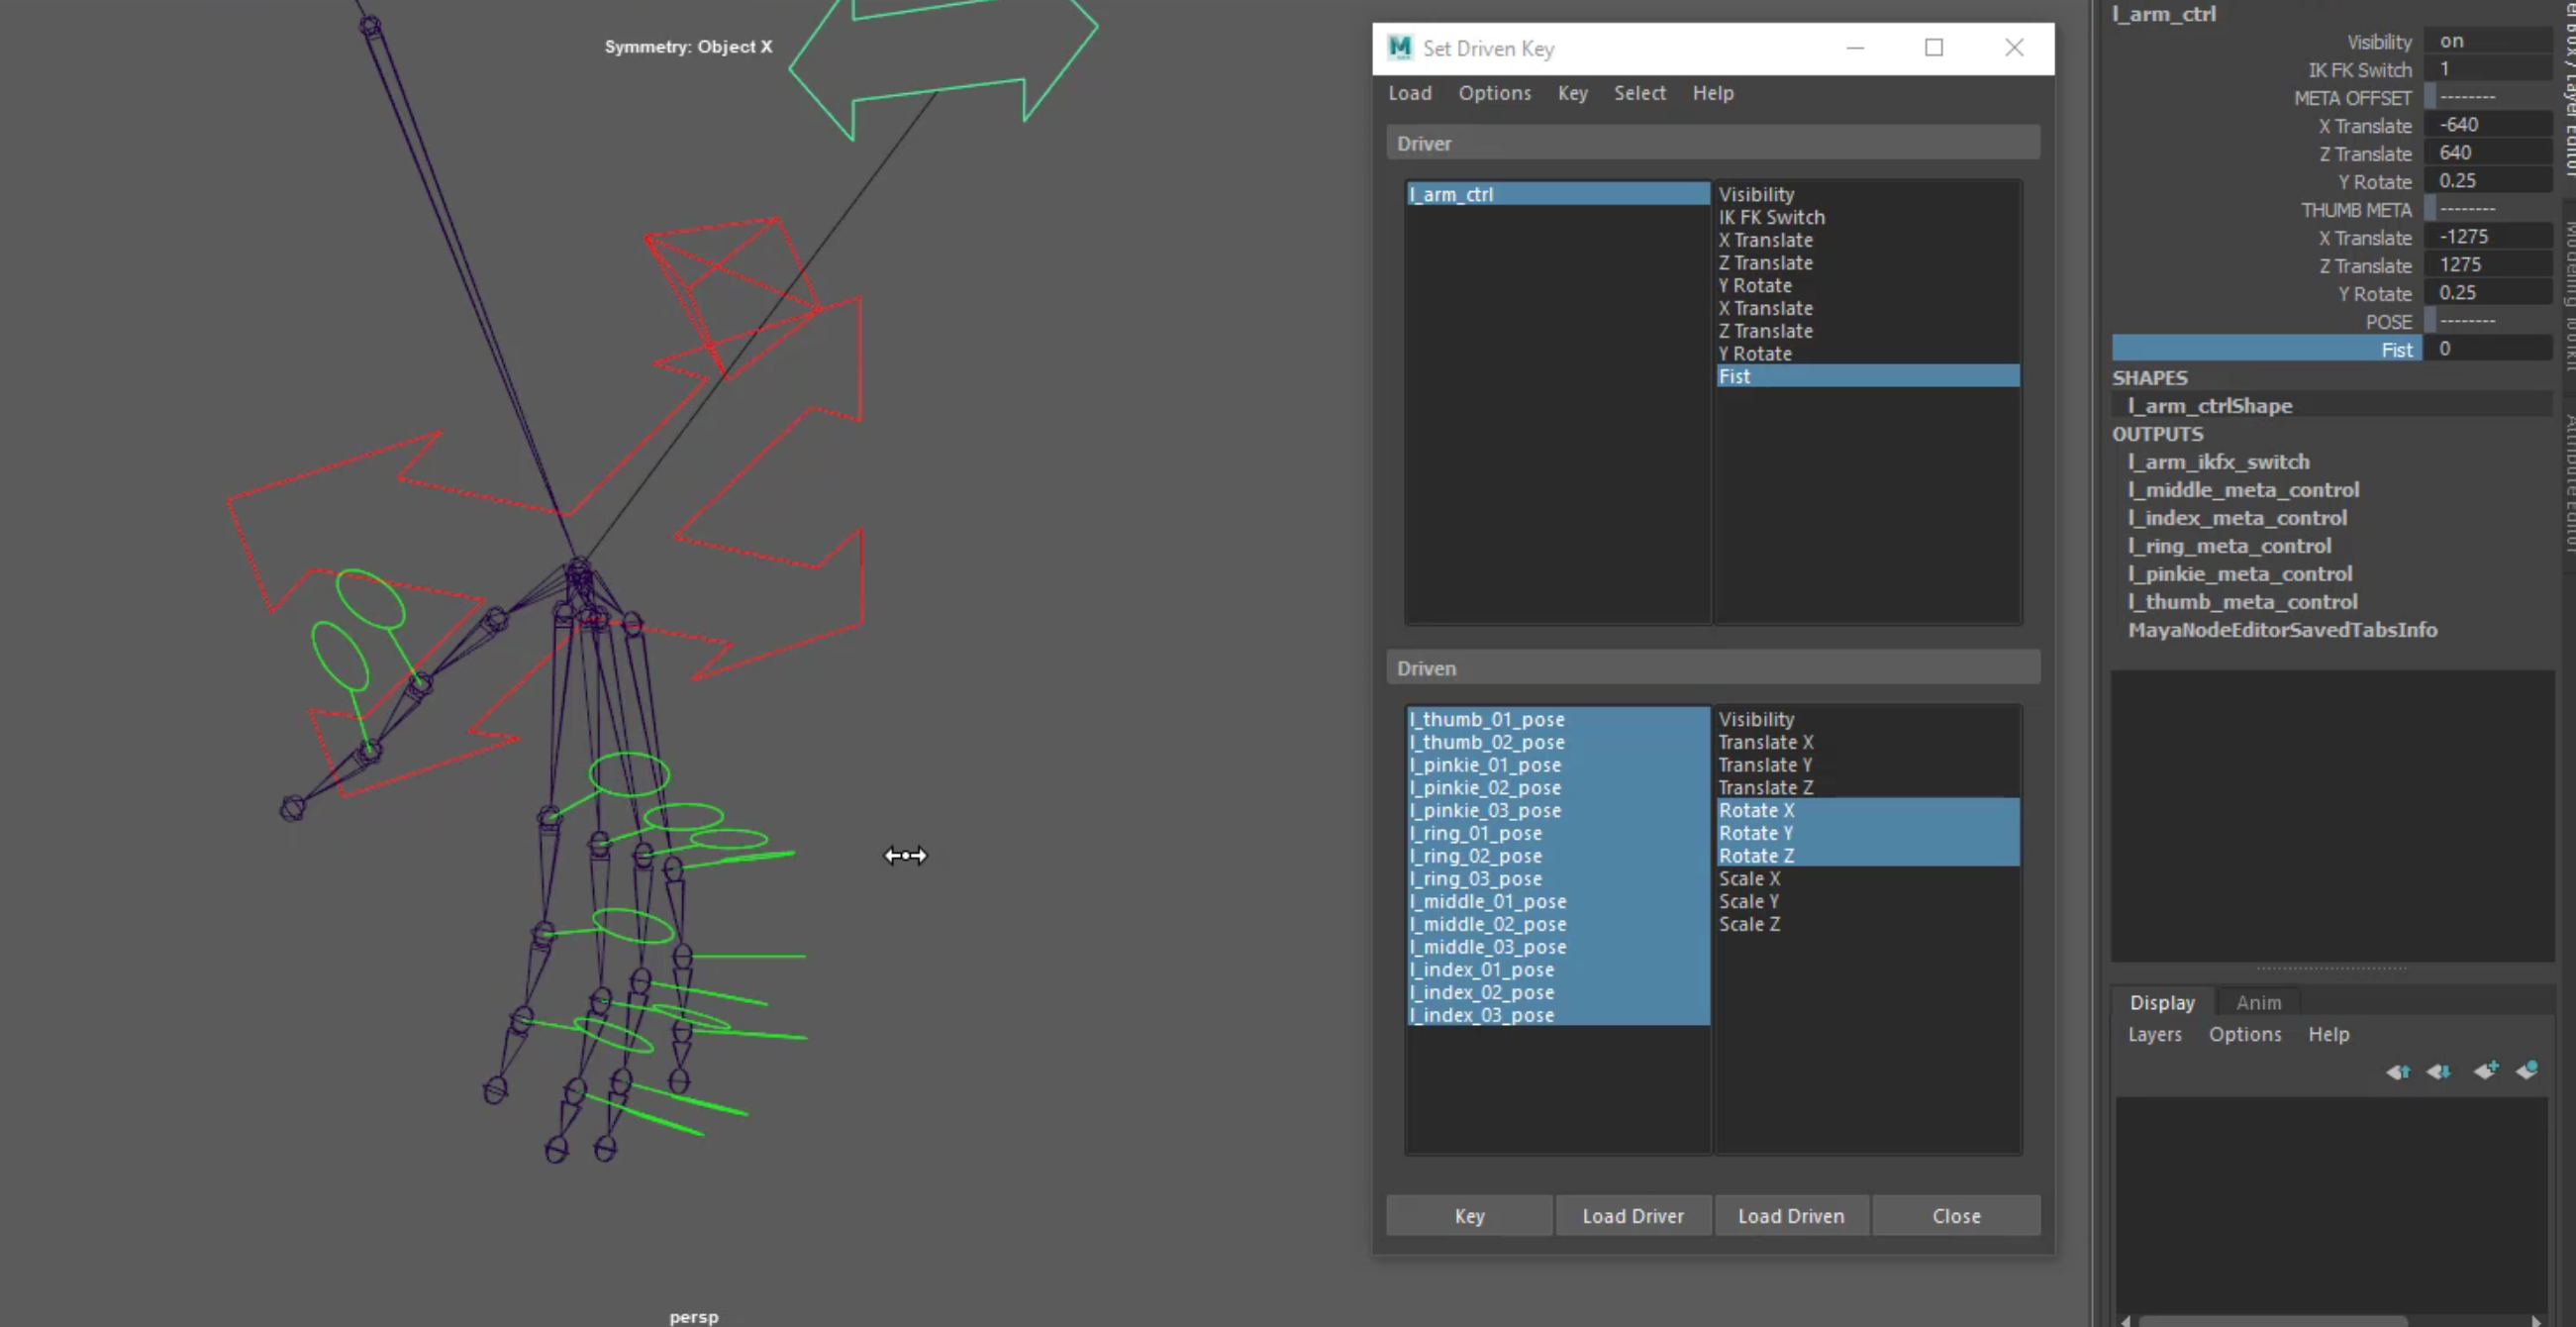 Symmetry: Object X
persp
Set Driven Key
Load Options Key Select Help
Driver
l_arm_ctrl
Visibility
IK FK Switch
X Translate
Z Translate
Y Rotate
X Translate
Z Translate
Y Rotate
Fist
Driven
l_thumb_01_pose
l_thumb_02_pose
l_pinkie_01_pose
l_pinkie_02_pose
l_pinkie_03_pose
l_ring_01_pose
l_ring_02_pose
l_ring_03_pose
l_middle_01_pose
l_middle_02_pose
l_middle_03_pose
l_index_01_pose
l_index_02_pose
l_index_03_pose
Visibility
Translate X
Translate Y
Translate Z
Rotate X
Rotate Y
Rotate Z
Scale X
Scale Y
Scale Z
Key Load Driver Load Driven Close
l_arm_ctrl
Visibility on
IK FK Switch 1
META OFFSET --------
X Translate -640
Z Translate 640
Y Rotate 0.25
THUMB META --------
X Translate -1275
Z Translate 1275
Y Rotate 0.25
POSE --------
Fist 0
SHAPES
l_arm_ctrlShape
OUTPUTS
l_arm_ikfx_switch
l_middle_meta_control
l_index_meta_control
l_ring_meta_control
l_pinkie_meta_control
l_thumb_meta_control
MayaNodeEditorSavedTabsInfo
Display Anim
Layers Options Help